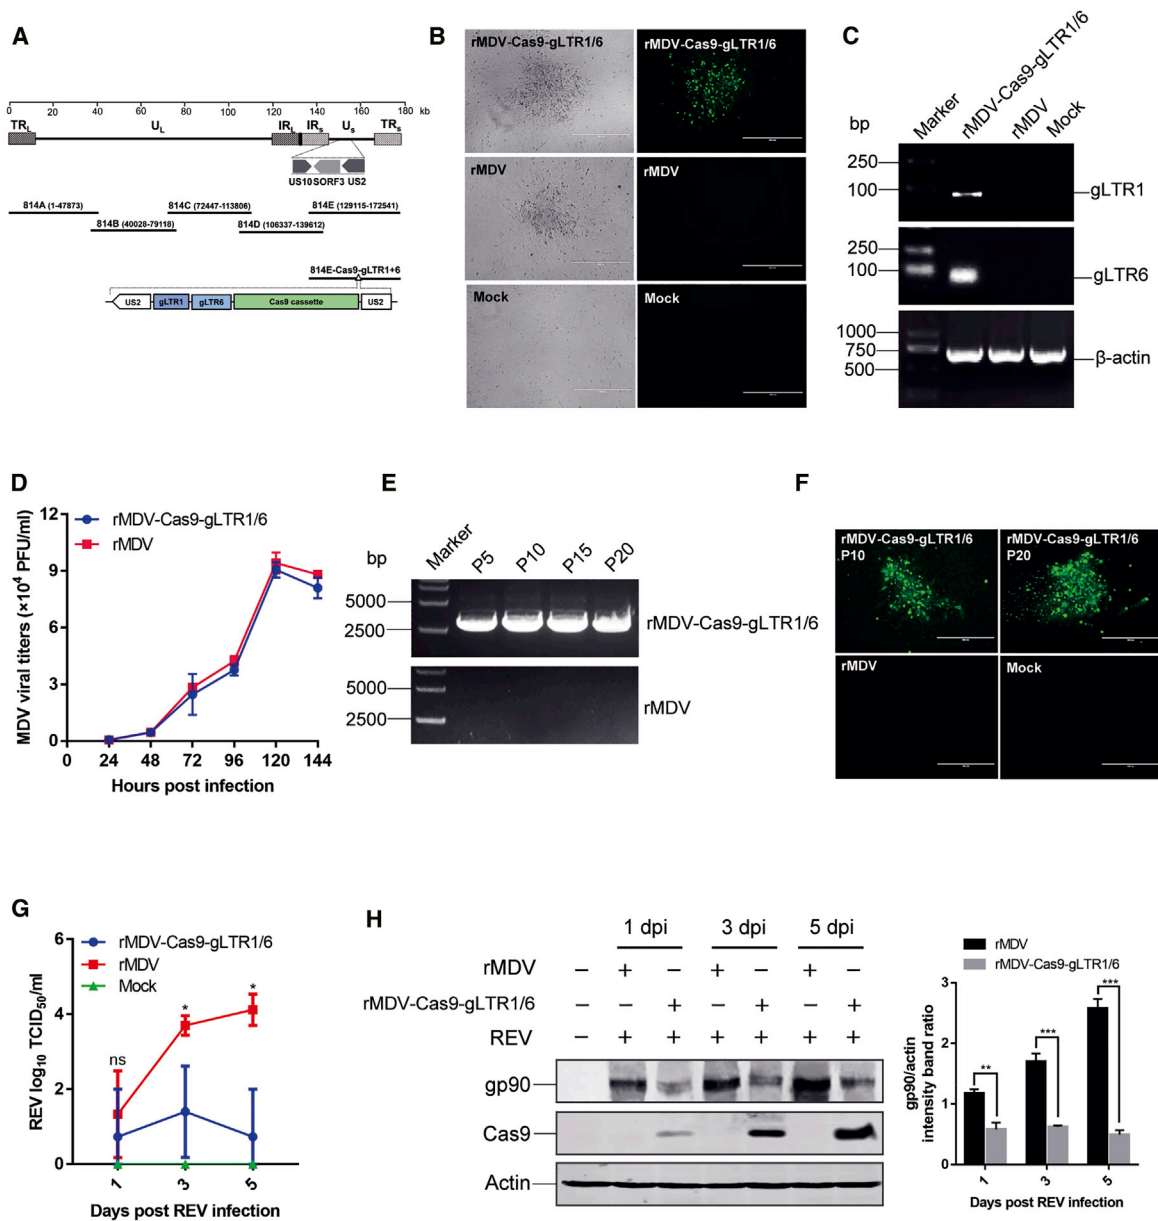 A
0 20 40 60 80 100 120 140 160 180 kb
TRL UL IRL IRS US TRS
US10 SORF3 US2
814A (1-47873) 814C (72447-113806) 814E (129115-172541)
814B (40028-79118) 814D (106337-139612)
814E-Cas9-gLTR1+6
US2 gLTR1 gLTR6 Cas9 cassette US2
B
rMDV-Cas9-gLTR1/6 rMDV-Cas9-gLTR1/6
rMDV rMDV
Mock Mock
C
bp Marker rMDV-Cas9-gLTR1/6 rMDV Mock
250
100 gLTR1
250
100 gLTR6
1000
750 β-actin
500
D
rMDV-Cas9-gLTR1/6
rMDV
MDV viral titers (×10⁴ PFU/ml)
12
9
6
3
0
0 24 48 72 96 120 144
Hours post infection
E
bp Marker P5 P10 P15 P20
5000
2500 rMDV-Cas9-gLTR1/6
5000
2500 rMDV
F
rMDV-Cas9-gLTR1/6 P10
rMDV-Cas9-gLTR1/6 P20
rMDV Mock
G
rMDV-Cas9-gLTR1/6
rMDV
Mock
REV log10 TCID50/ml
6
4
2
0
ns * *
1 3 5
Days post REV infection
H
1 dpi 3 dpi 5 dpi
rMDV – + – + – + –
rMDV-Cas9-gLTR1/6 – – + – + – +
REV – + + + + + +
gp90
Cas9
Actin
rMDV
rMDV-Cas9-gLTR1/6
gp90/actin
intensity band ratio
3
2
1
0
** *** ***
1 3 5
Days post REV infection